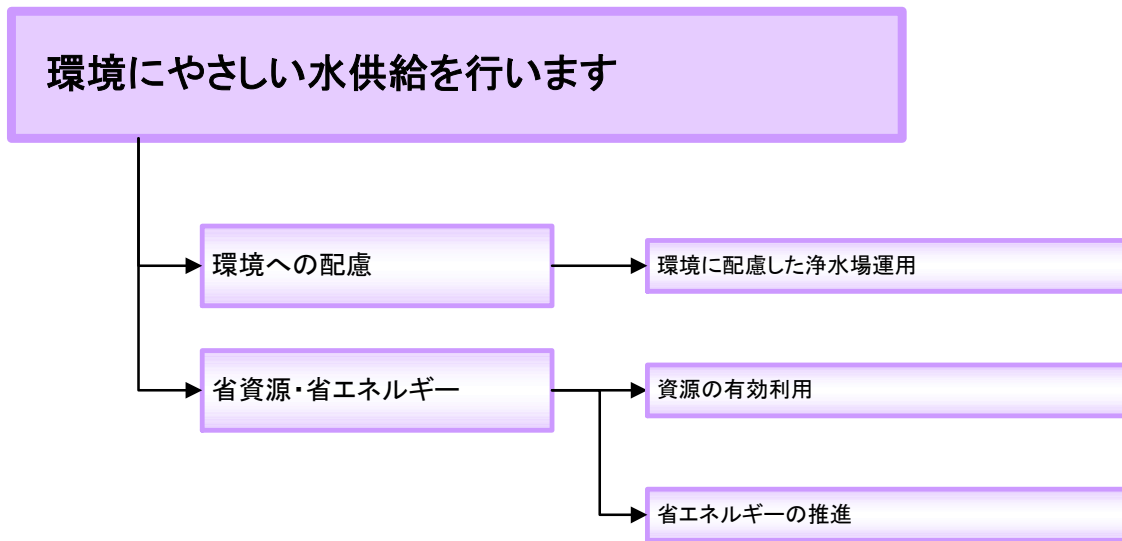 環境にやさしい水供給を行います
環境への配慮
環境に配慮した浄水場運用
省資源・省エネルギー
資源の有効利用
省エネルギーの推進